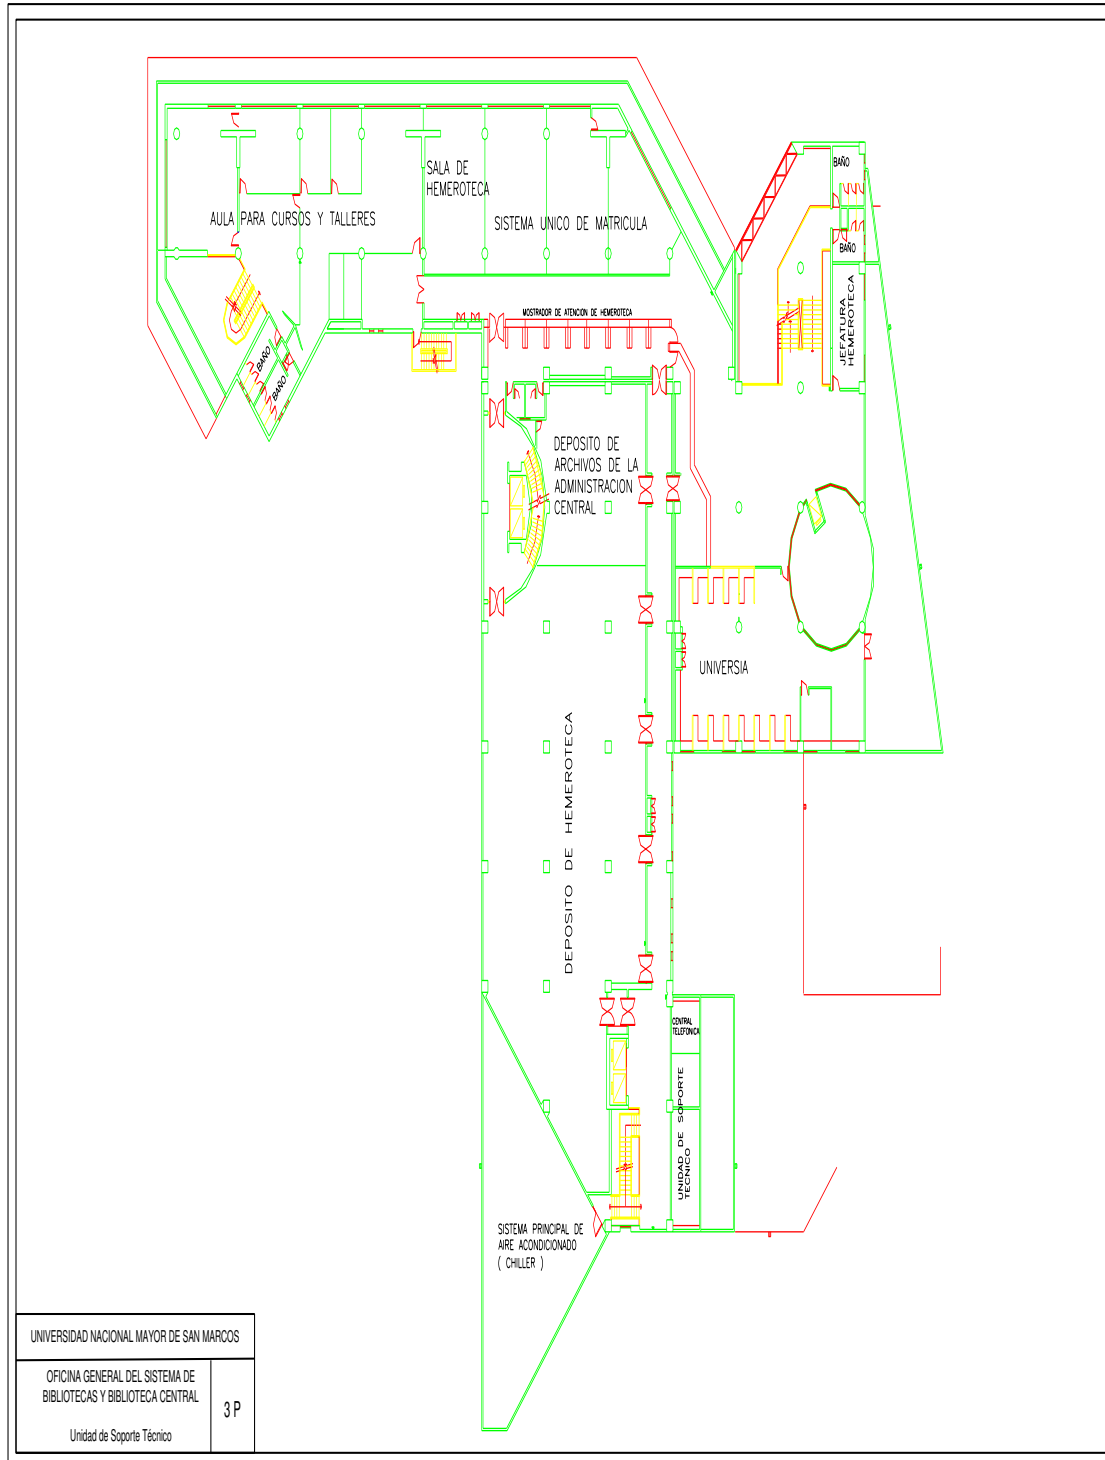 BAÑO
SALA DE
HEMEROTECA
AULA PARA CURSOS Y TALLERES
SISTEMA UNICO DE MATRICULA
BAÑO
JEFATURA
HEMEROTECA
MOSTRADOR DE ATENCION DE HEMEROTECA
BAÑO
BAÑO
DEPOSITO DE
ARCHIVOS DE LA
ADMINISTRACION
CENTRAL
UNIVERSIA
DEPOSITO DE HEMEROTECA
CENTRAL
TELEFONICA
UNIDAD DE SOPORTE
TECNICO
SISTEMA PRINCIPAL DE
AIRE ACONDICIONADO
( CHILLER )
UNIVERSIDAD NACIONAL MAYOR DE SAN MARCOS
OFICINA GENERAL DEL SISTEMA DE
BIBLIOTECAS Y BIBLIOTECA CENTRAL
3 P
Unidad de Soporte Técnico